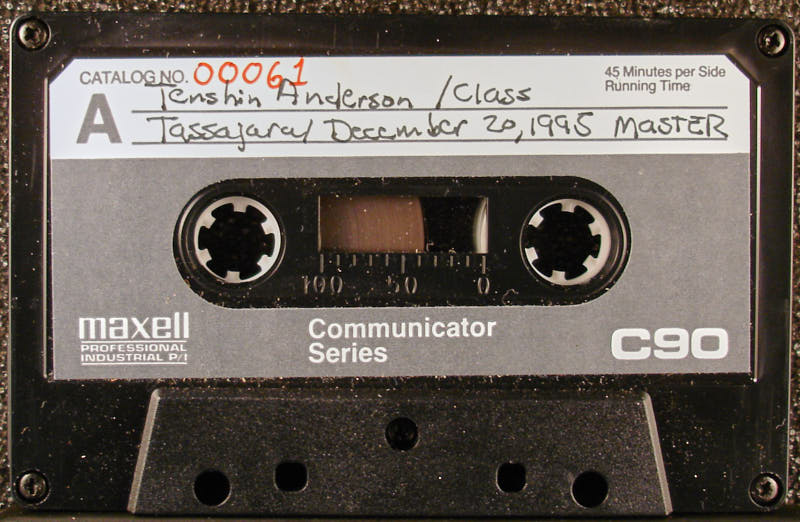 CATALOG NO. 00061
45 Minutes per Side
Running Time
A
Tenshin Anderson /Class
Tassajara/ December 20, 1995 MASTER
100 50 0
maxell
PROFESSIONAL
INDUSTRIAL P/I
Communicator
Series
C90